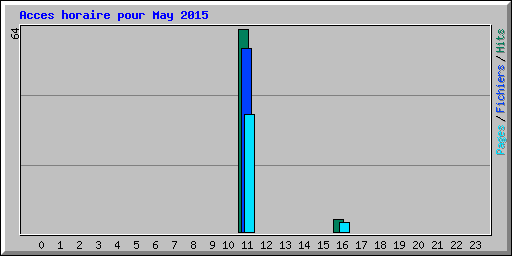 Acces horaire pour May 2015
64
0 1 2 3 4 5 6 7 8 9 10 11 12 13 14 15 16 17 18 19 20 21 22 23
Pages/Fichiers/Hits